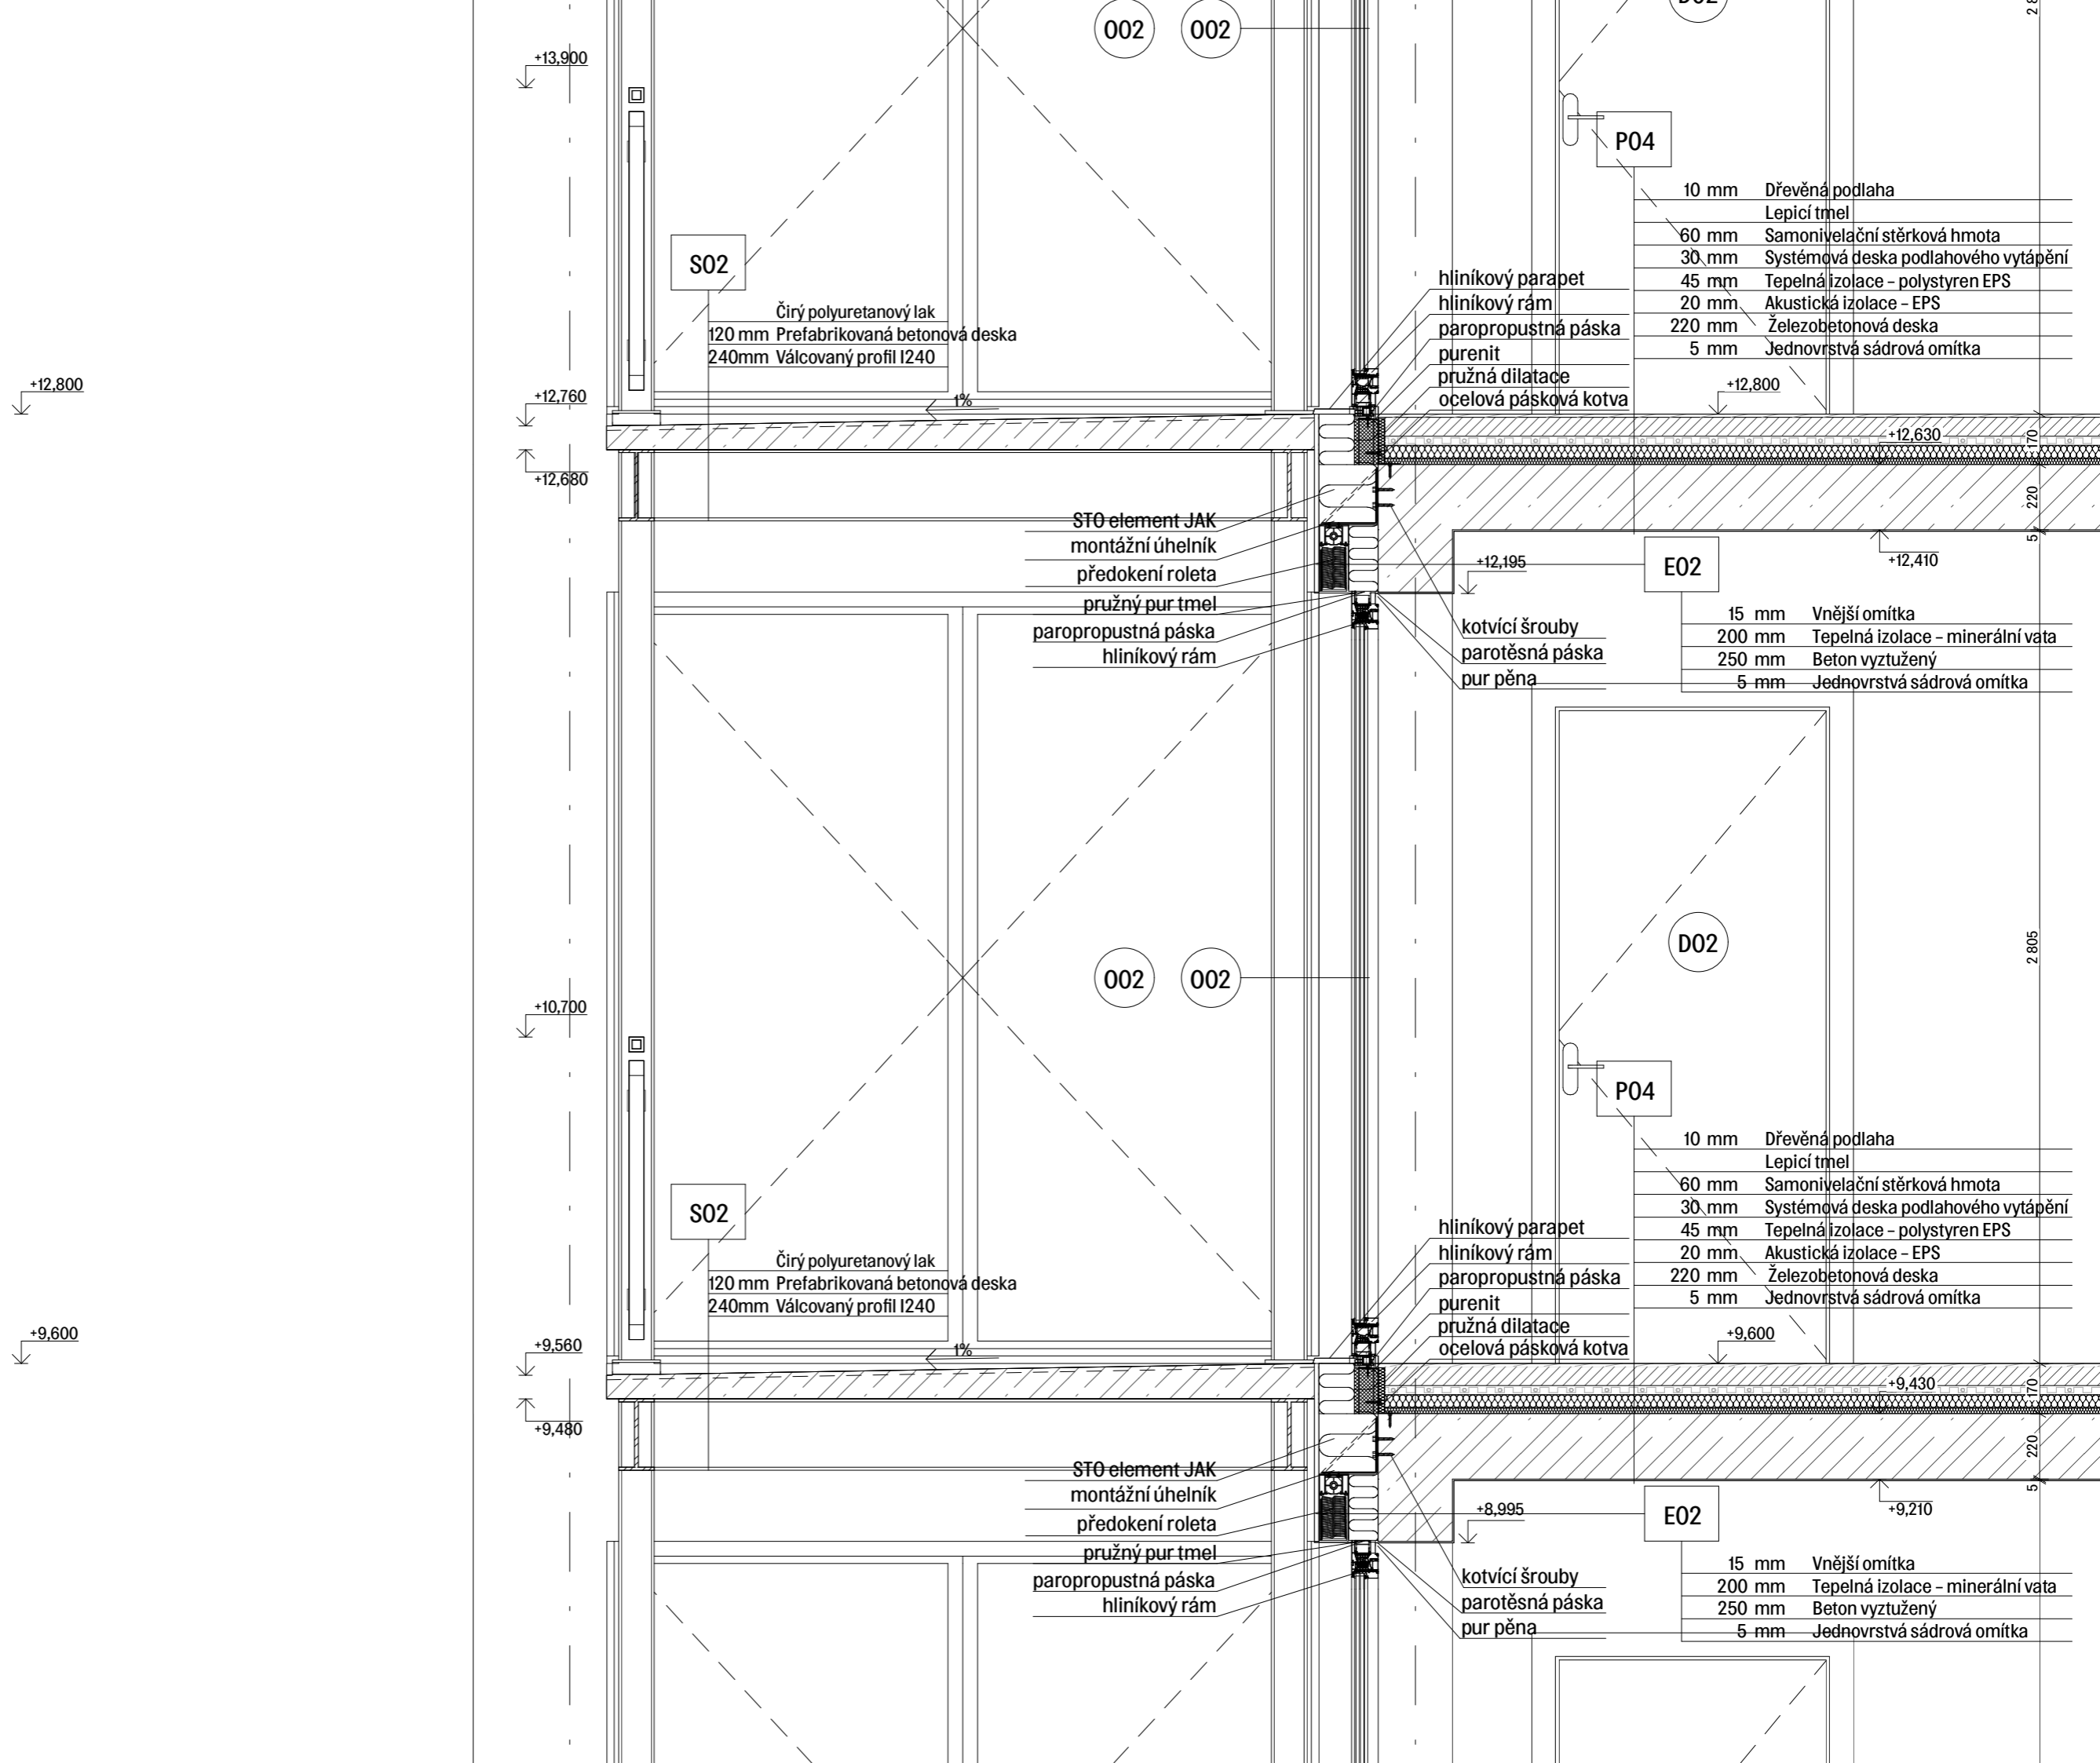 002
002
+13,900
P04
10 mm Dřevěná podlaha
Lepicí tmel
60 mm Samonivelační stěrková hmota
30 mm Systémová deska podlahového vytápění
45 mm Tepelná izolace – polystyren EPS
20 mm Akustická izolace – EPS
220 mm Železobetonová deska
5 mm Jednovrstvá sádrová omítka
S02
Čirý polyuretanový lak
120 mm Prefabrikovaná betonová deska
240mm Válcovaný profil I240
hliníkový parapet
hliníkový rám
paropropustná páska
purenit
pružná dilatace
ocelová pásková kotva
+12,800
+12,760
1%
+12,800
+12,630
170
+12,680
220
5
+12,410
STO element JAK
montážní úhelník
předokení roleta
pružný pur tmel
paropropustná páska
hliníkový rám
+12,195
E02
kotvící šrouby
parotěsná páska
pur pěna
15 mm Vnější omítka
200 mm Tepelná izolace – minerální vata
250 mm Beton vyztužený
5 mm Jednovrstvá sádrová omítka
D02
2 805
002
002
+10,700
P04
10 mm Dřevěná podlaha
Lepicí tmel
60 mm Samonivelační stěrková hmota
30 mm Systémová deska podlahového vytápění
45 mm Tepelná izolace – polystyren EPS
20 mm Akustická izolace – EPS
220 mm Železobetonová deska
5 mm Jednovrstvá sádrová omítka
S02
Čirý polyuretanový lak
120 mm Prefabrikovaná betonová deska
240mm Válcovaný profil I240
hliníkový parapet
hliníkový rám
paropropustná páska
purenit
pružná dilatace
ocelová pásková kotva
+9,600
+9,560
1%
+9,600
+9,430
170
+9,480
220
5
+9,210
STO element JAK
montážní úhelník
předokení roleta
pružný pur tmel
paropropustná páska
hliníkový rám
+8,995
E02
kotvící šrouby
parotěsná páska
pur pěna
15 mm Vnější omítka
200 mm Tepelná izolace – minerální vata
250 mm Beton vyztužený
5 mm Jednovrstvá sádrová omítka